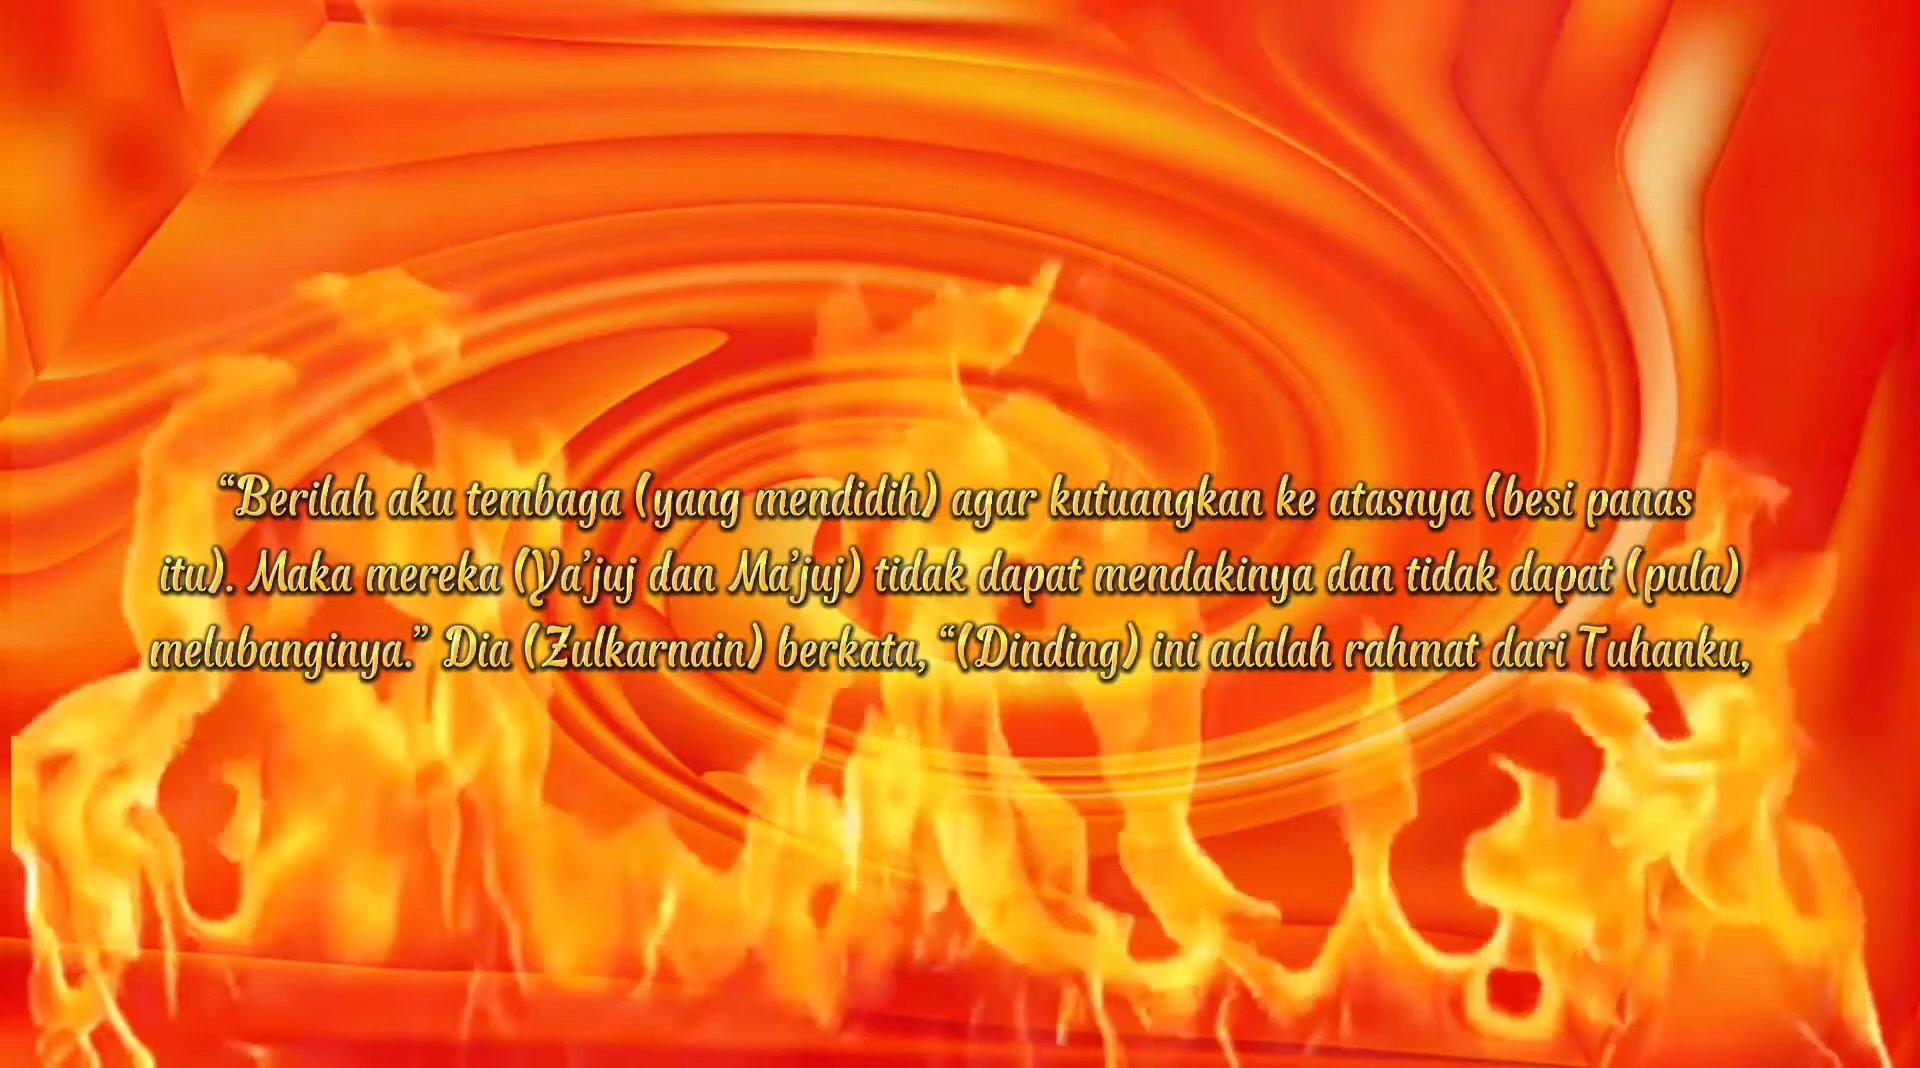 “Berilah aku tembaga (yang mendidih) agar kutuangkan ke atasnya (besi panas
itu). Maka mereka (Ya’juj dan Ma’juj) tidak dapat mendakinya dan tidak dapat (pula)
melubanginya.” Dia (Zulkarnain) berkata, “(Dinding) ini adalah rahmat dari Tuhanku,